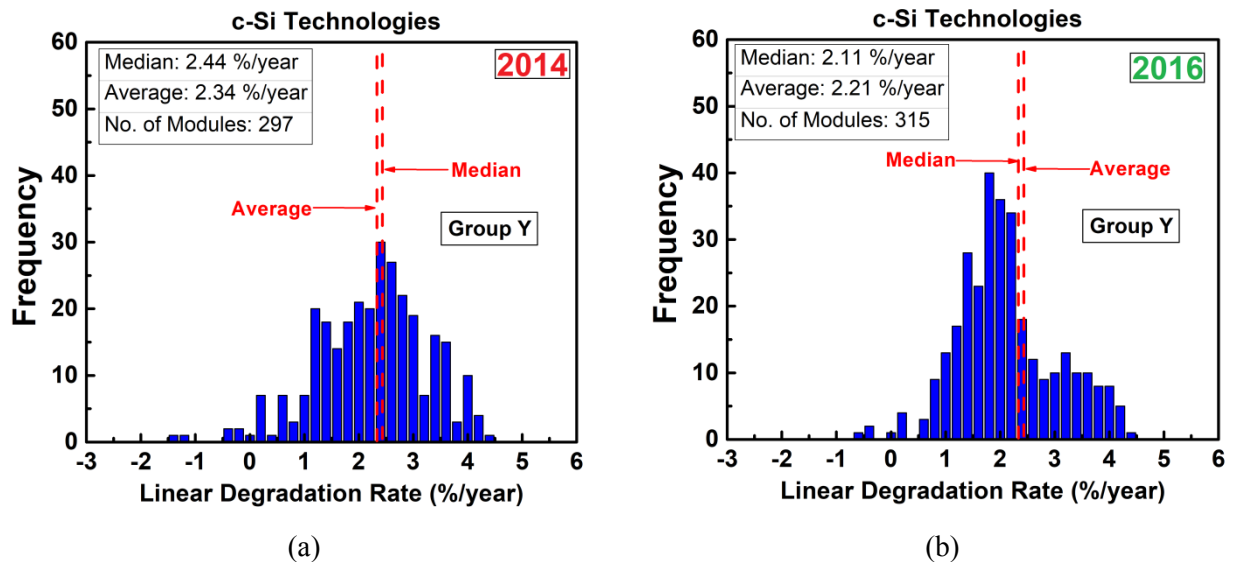 c-Si Technologies
60
50
40
30
20
10
0
Frequency
Median: 2.44 %/year
Average: 2.34 %/year
No. of Modules: 297
2014
Median
Average
Group Y
-3 -2 -1 0 1 2 3 4 5 6
Linear Degradation Rate (%/year)
(a)
c-Si Technologies
60
50
40
30
20
10
0
Frequency
Median: 2.11 %/year
Average: 2.21 %/year
No. of Modules: 315
2016
Median
Average
Group Y
-3 -2 -1 0 1 2 3 4 5 6
Linear Degradation Rate (%/year)
(b)